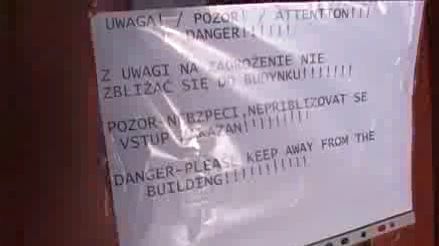 UWAGA! / POZOR! / ATTENTION!!!
DANGER!!!!!!
Z UWAGI NA ZAGROŻENIE NIE
ZBLIŻAĆ SIĘ DO BUDYNKU!!!!!!!
POZOR-NEBZPECI,NEPRIBLIZOVAT SE
VSTUP ZAKAZAN!!!!!!!!!
DANGER-PLEASE KEEP AWAY FROM THE
BUILDING!!!!!!!!!!!